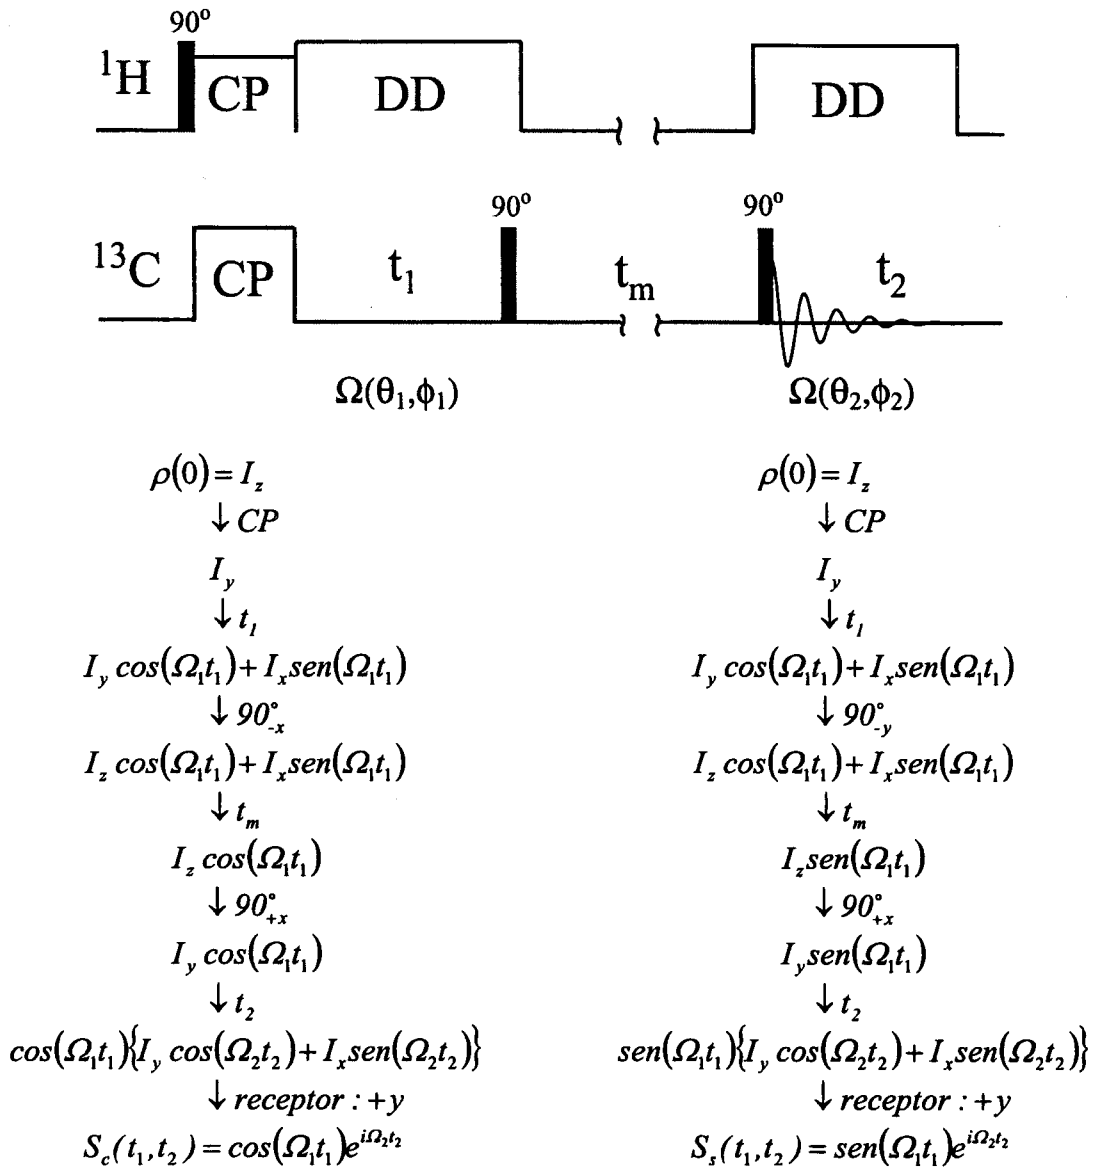 90°
¹H CP DD DD
90° 90°
¹³C CP t₁ tₘ t₂
Ω(θ₁,ϕ₁) Ω(θ₂,ϕ₂)
ρ(0) = I_z ρ(0) = I_z
↓ CP ↓ CP
I_y I_y
↓ t₁ ↓ t₁
I_y cos(Ω₁t₁) + I_x sen(Ω₁t₁) I_y cos(Ω₁t₁) + I_x sen(Ω₁t₁)
↓ 90°₋ₓ ↓ 90°_-y
I_z cos(Ω₁t₁) + I_x sen(Ω₁t₁) I_z cos(Ω₁t₁) + I_x sen(Ω₁t₁)
↓ tₘ ↓ tₘ
I_z cos(Ω₁t₁) I_z sen(Ω₁t₁)
↓ 90°₊ₓ ↓ 90°₊ₓ
I_y cos(Ω₁t₁) I_y sen(Ω₁t₁)
↓ t₂ ↓ t₂
cos(Ω₁t₁){I_y cos(Ω₂t₂) + I_x sen(Ω₂t₂)} sen(Ω₁t₁){I_y cos(Ω₂t₂) + I_x sen(Ω₂t₂)}
↓ receptor : +y ↓ receptor : +y
S_c(t₁,t₂) = cos(Ω₁t₁)e^{iΩ₂t₂} S_s(t₁,t₂) = sen(Ω₁t₁)e^{iΩ₂t₂}